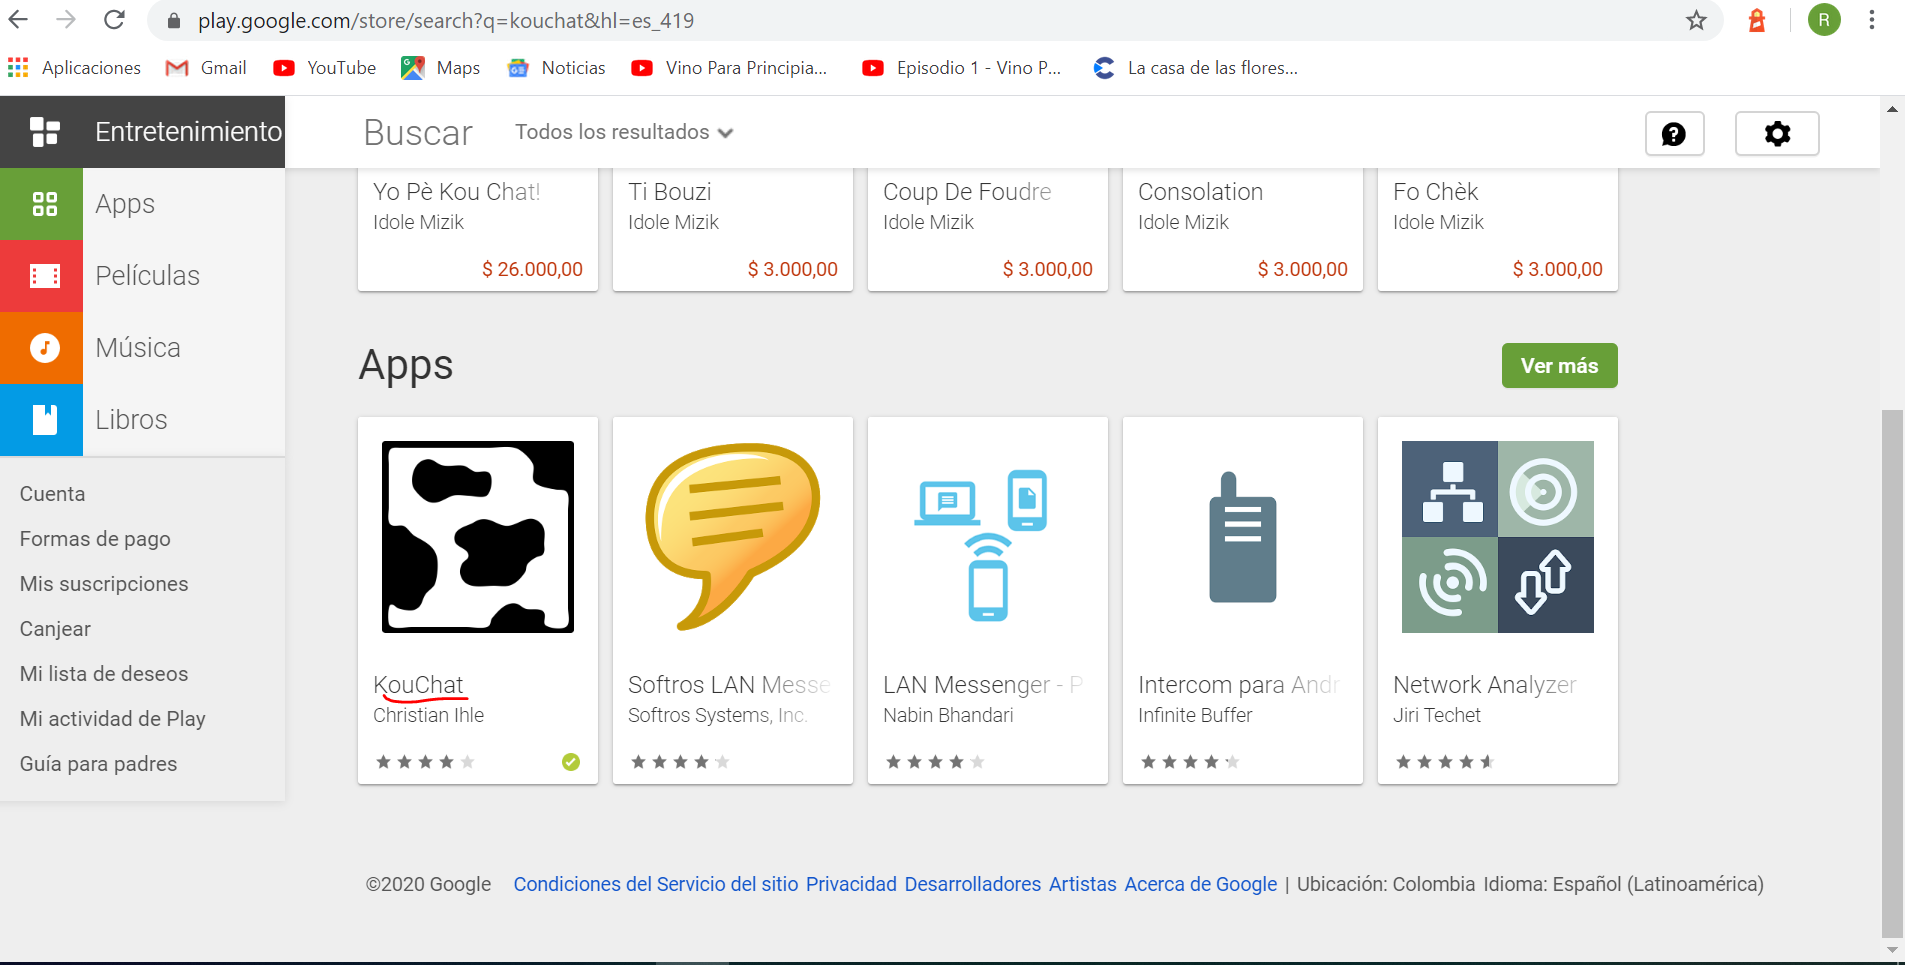 play.google.com/store/search?q=kouchat&hl=es_419
R
Aplicaciones Gmail YouTube Maps Noticias Vino Para Principia... Episodio 1 - Vino P... La casa de las flores...
Entretenimiento
Buscar Todos los resultados
Apps
Películas
Música
Libros
Cuenta
Formas de pago
Mis suscripciones
Canjear
Mi lista de deseos
Mi actividad de Play
Guía para padres
Yo Pè Kou Chat! Ti Bouzi Coup De Foudre Consolation Fo Chèk
Idole Mizik Idole Mizik Idole Mizik Idole Mizik Idole Mizik
$ 26.000,00 $ 3.000,00 $ 3.000,00 $ 3.000,00 $ 3.000,00
Apps Ver más
KouChat Softros LAN Messe LAN Messenger - P Intercom para Andr Network Analyzer
Christian Ihle Softros Systems, Inc. Nabin Bhandari Infinite Buffer Jiri Techet
©2020 Google Condiciones del Servicio del sitio Privacidad Desarrolladores Artistas Acerca de Google | Ubicación: Colombia Idioma: Español (Latinoamérica)